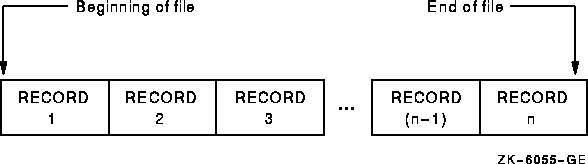 Beginning of file
End of file
RECORD
1
RECORD
2
RECORD
3
...
RECORD
(n-1)
RECORD
n
ZK-6055-GE